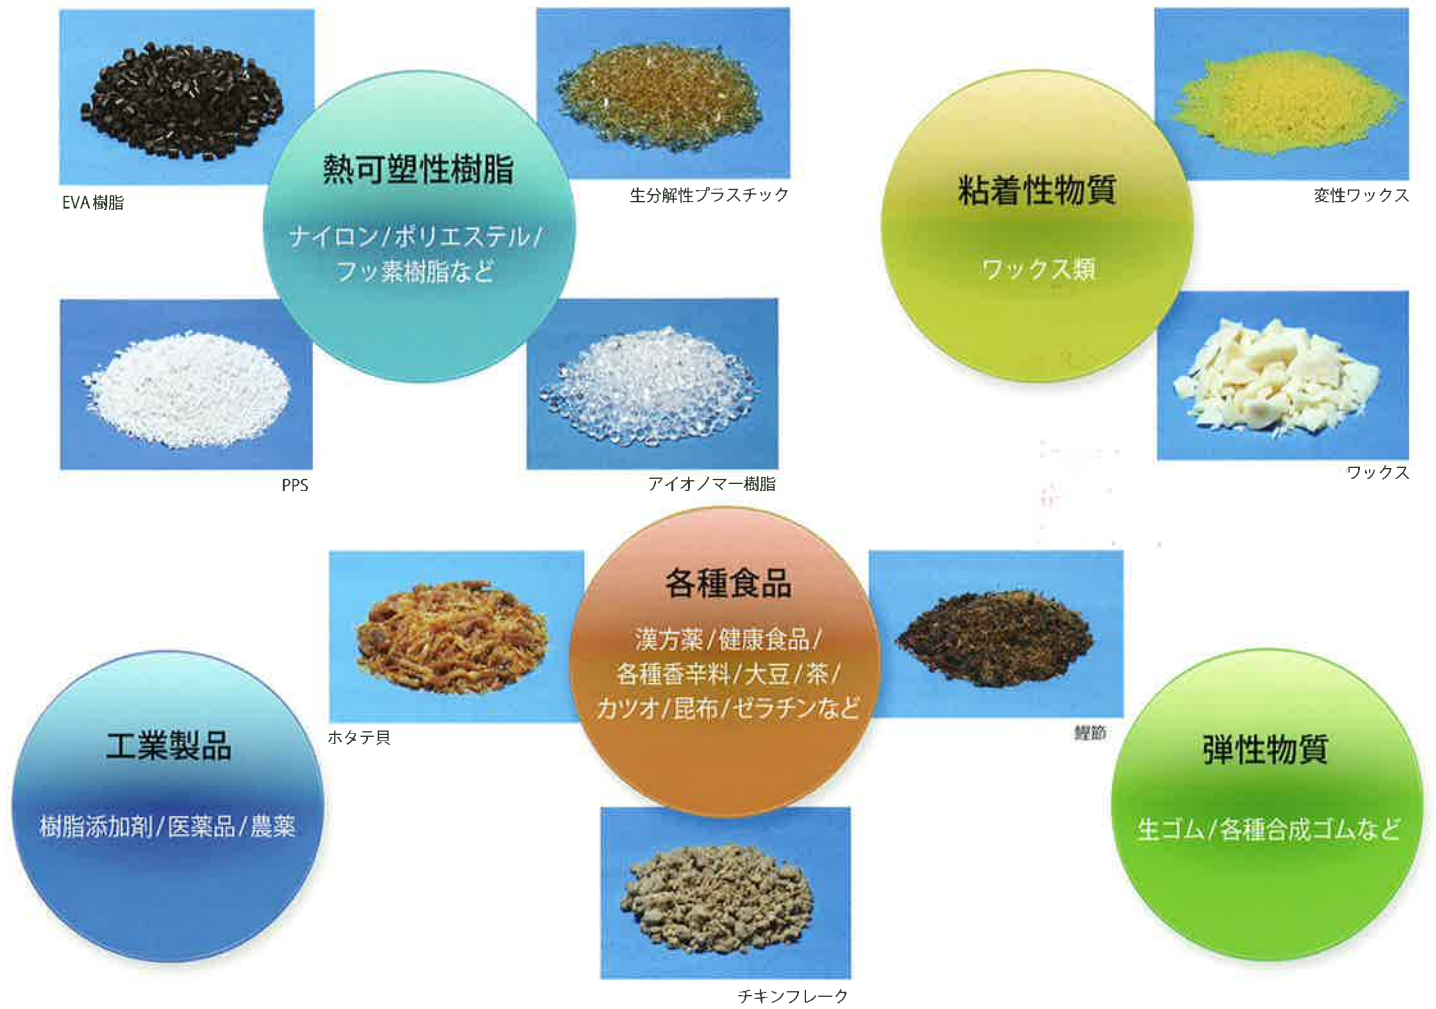 熱可塑性樹脂
ナイロン/ポリエステル/
フッ素樹脂など
EVA樹脂
生分解性プラスチック
PPS
アイオノマー樹脂
粘着性物質
ワックス類
変性ワックス
ワックス
各種食品
漢方薬/健康食品/
各種香辛料/大豆/茶/
カツオ/昆布/ゼラチンなど
ホタテ貝
鰹節
チキンフレーク
工業製品
樹脂添加剤/医薬品/農薬
弾性物質
生ゴム/各種合成ゴムなど